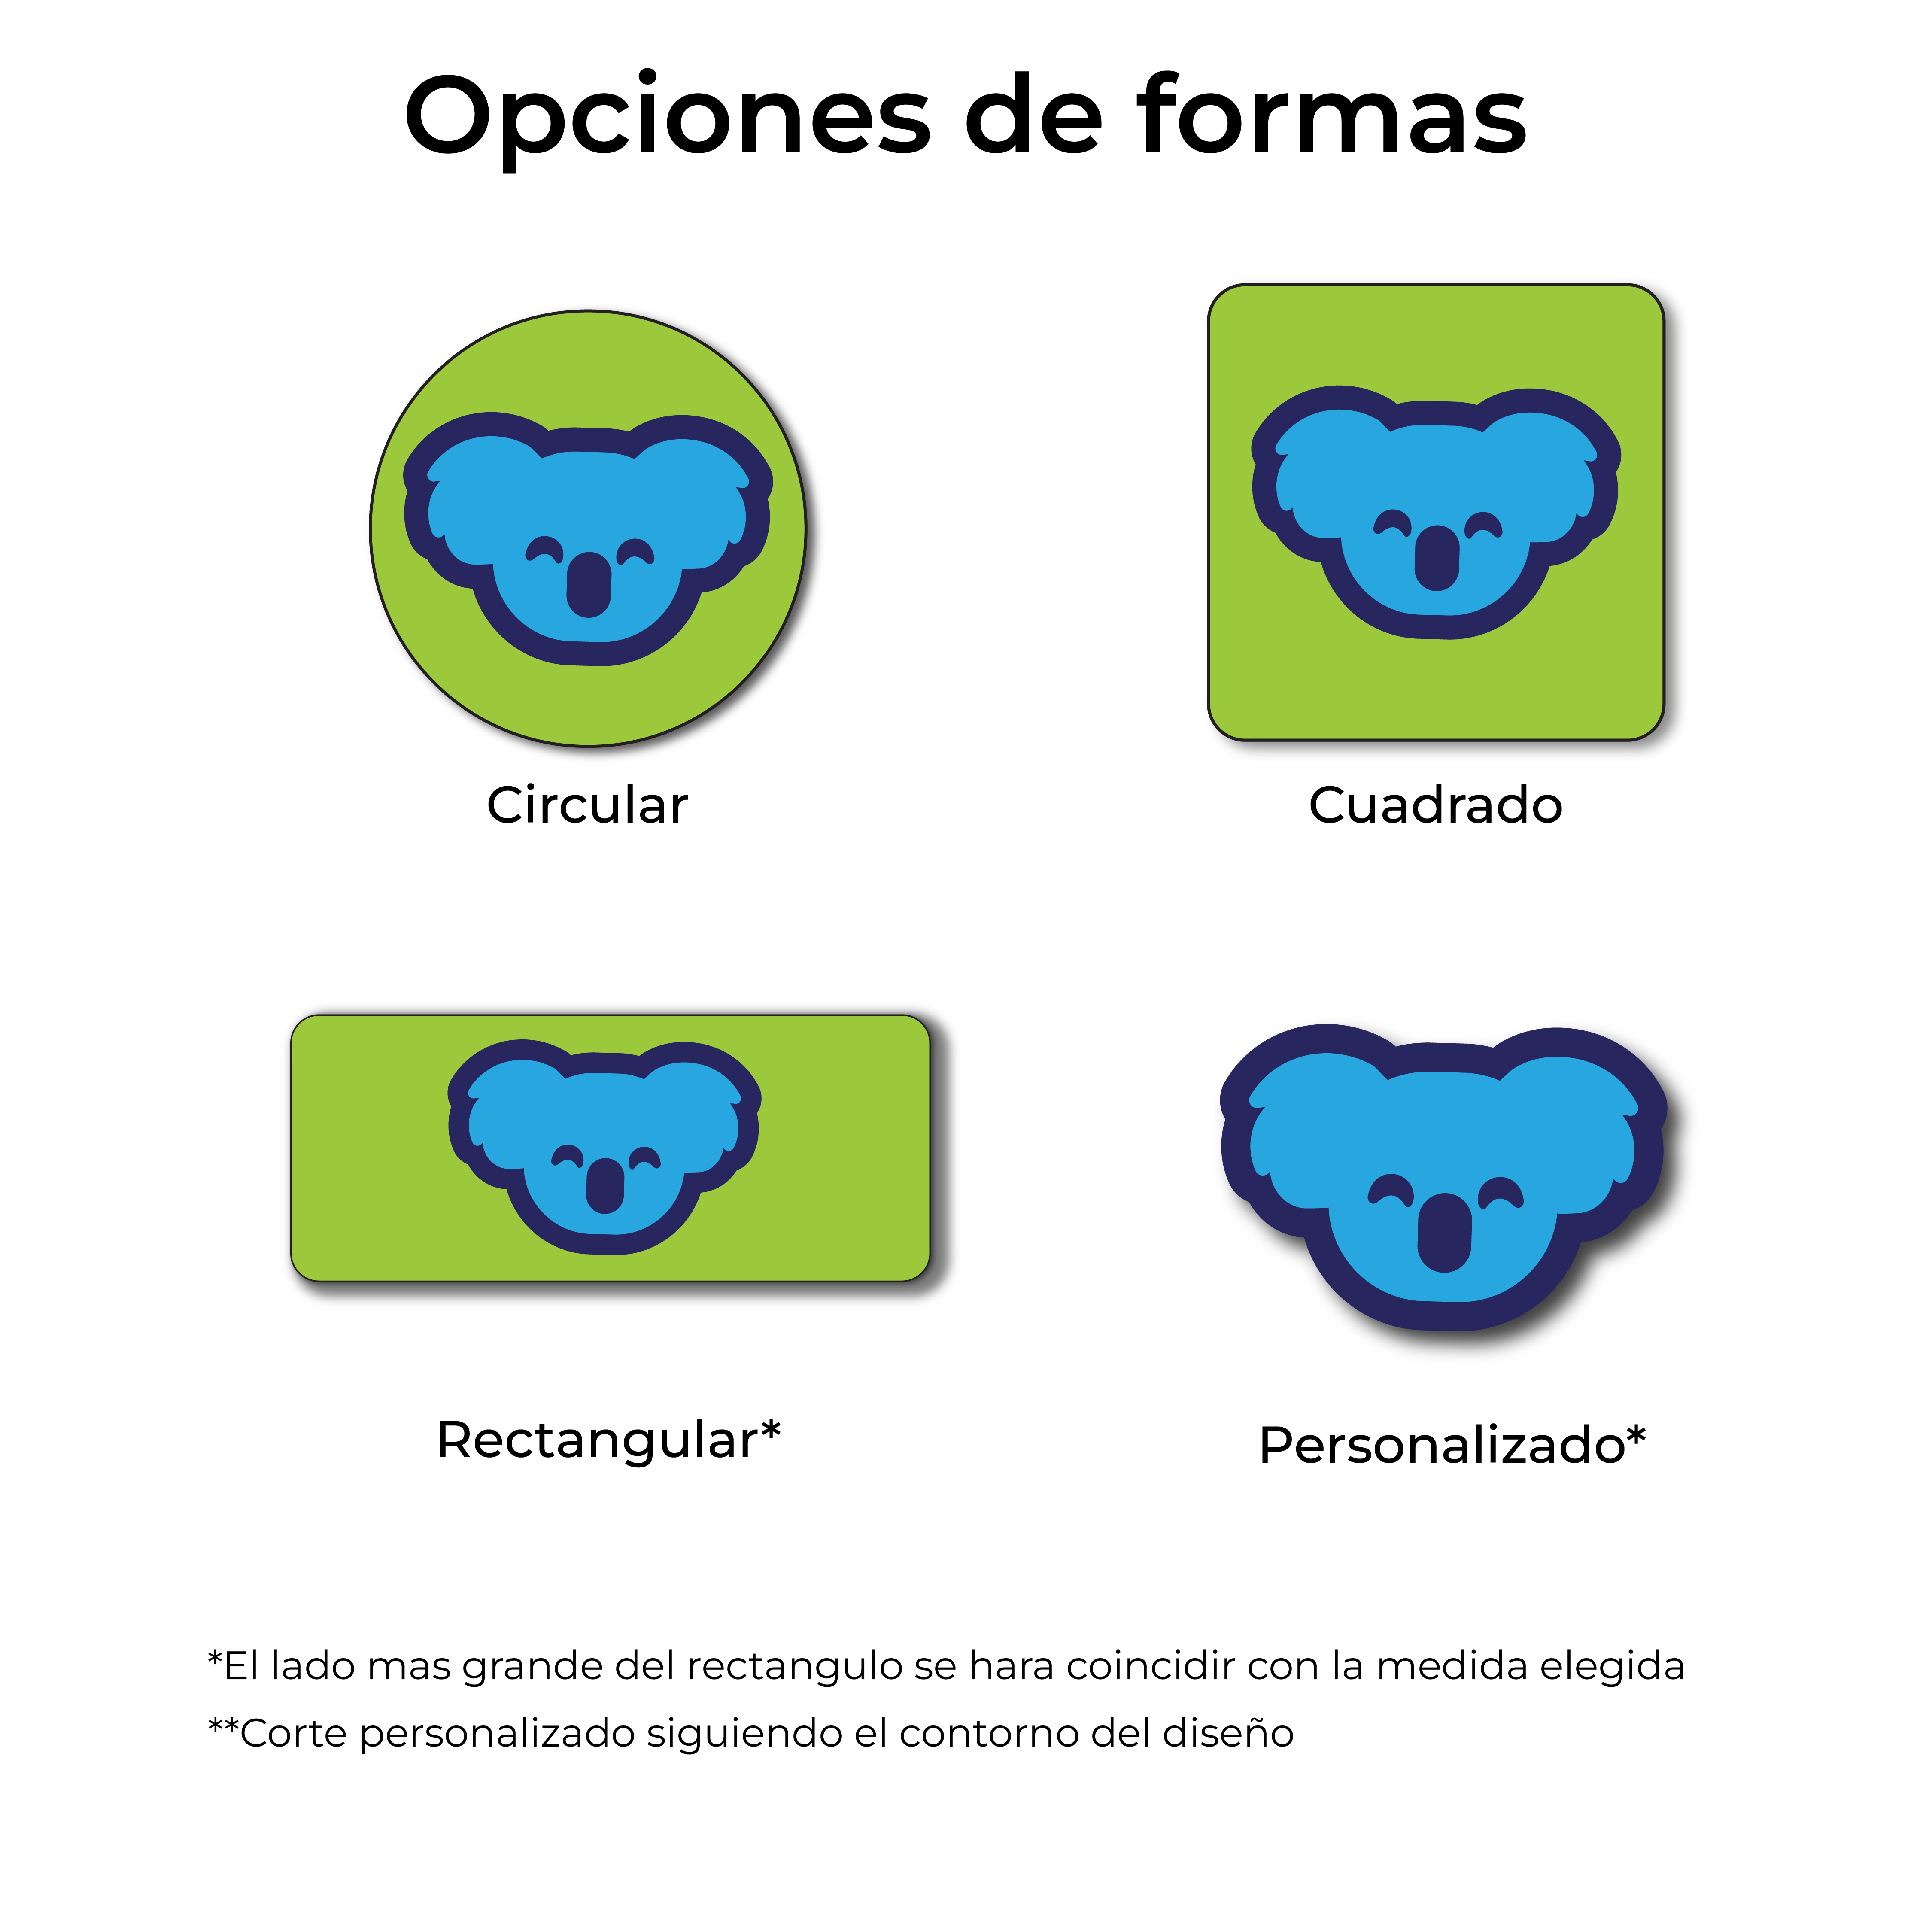 Opciones de formas
Circular
Cuadrado
Rectangular*
Personalizado*
*El lado mas grande del rectangulo se hara coincidir con la medida elegida
**Corte personalizado siguiendo el contorno del diseño